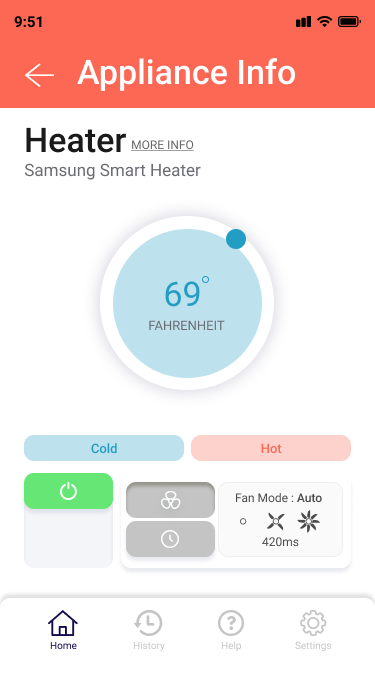 9:51
Appliance Info
Heater MORE INFO
Samsung Smart Heater
69°
FAHRENHEIT
Cold Hot
Fan Mode : Auto
420ms
Home History Help Settings